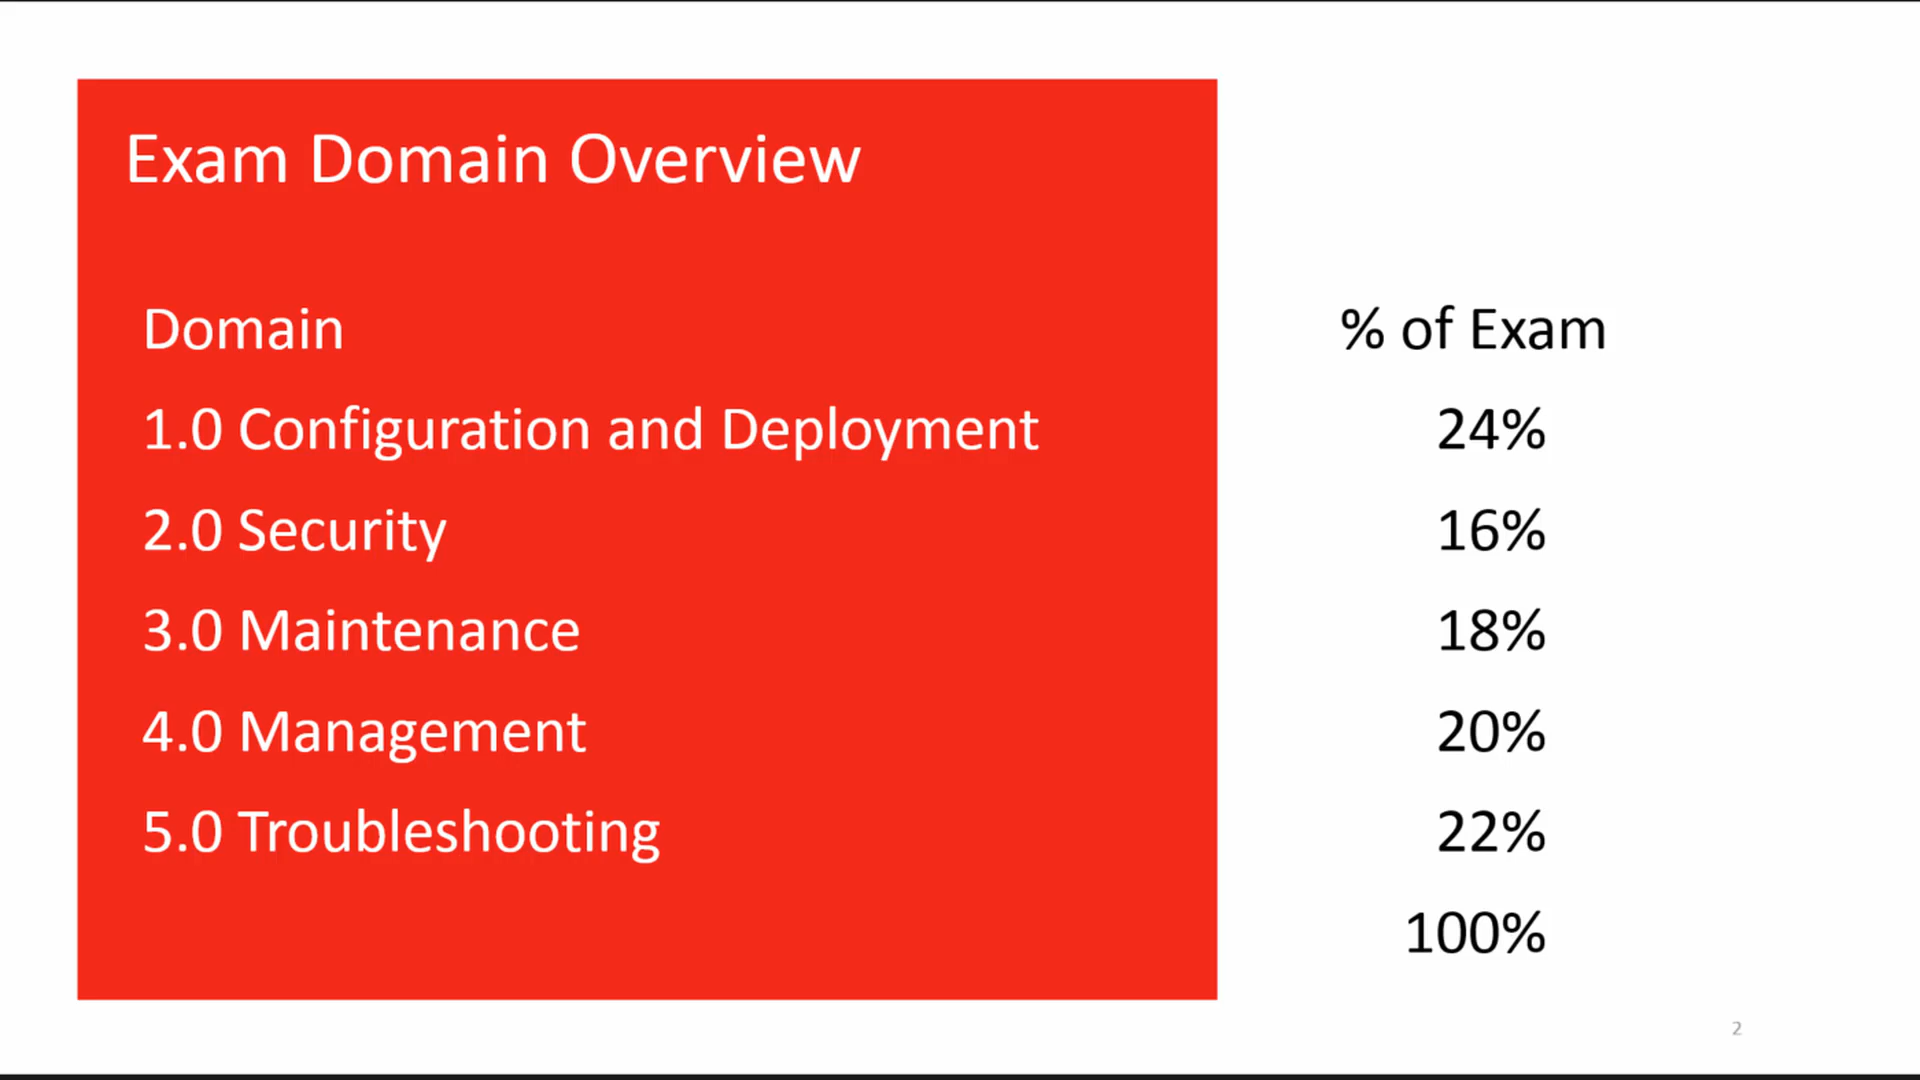 Exam Domain Overview
Domain % of Exam
1.0 Configuration and Deployment 24%
2.0 Security 16%
3.0 Maintenance 18%
4.0 Management 20%
5.0 Troubleshooting 22%
100%
2